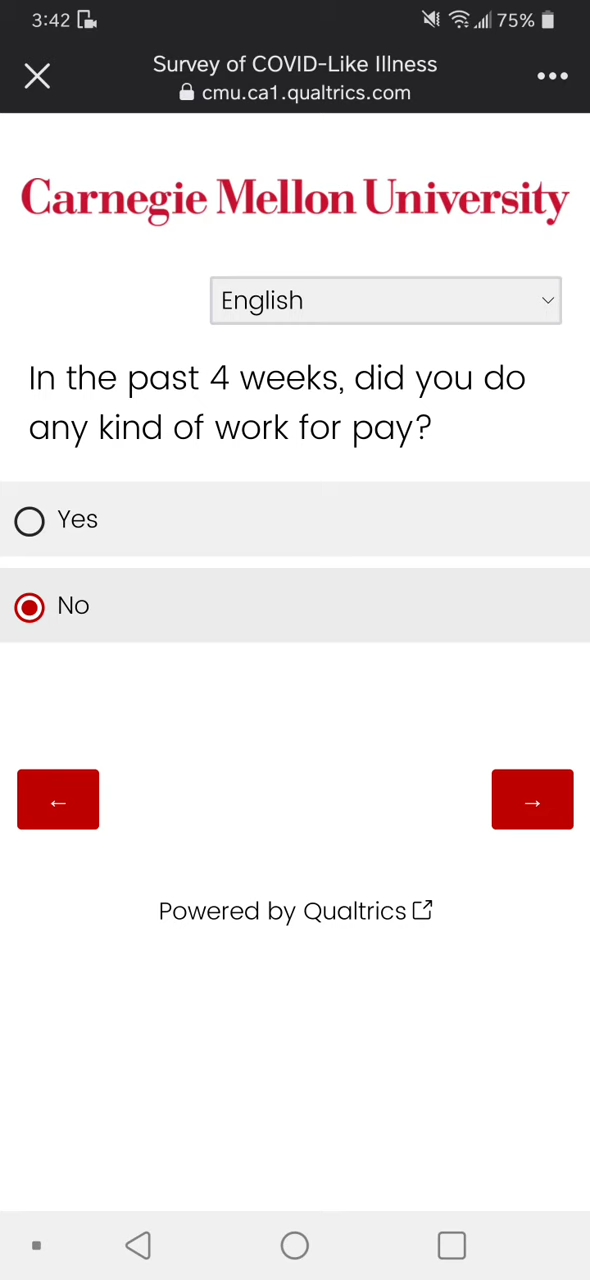 3:42
75%
Survey of COVID-Like Illness
cmu.ca1.qualtrics.com
Carnegie Mellon University
English
In the past 4 weeks, did you do
any kind of work for pay?
Yes
No
←
→
Powered by Qualtrics